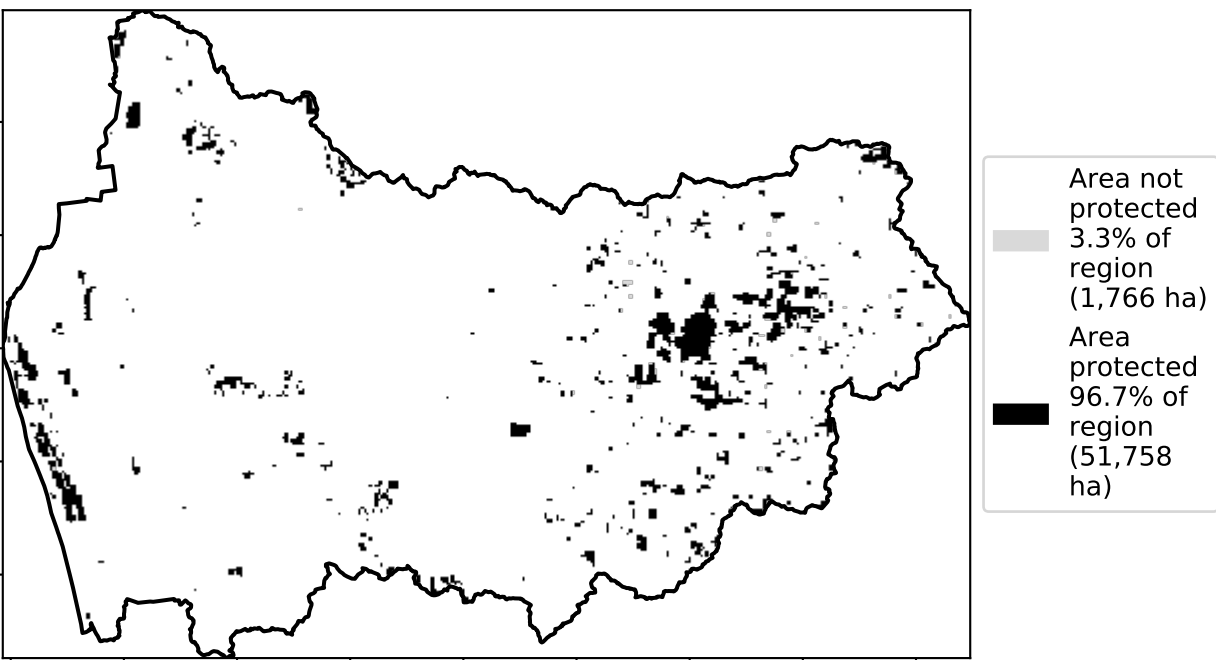 Area not
protected
3.3% of
region
(1,766 ha)
Area
protected
96.7% of
region
(51,758
ha)